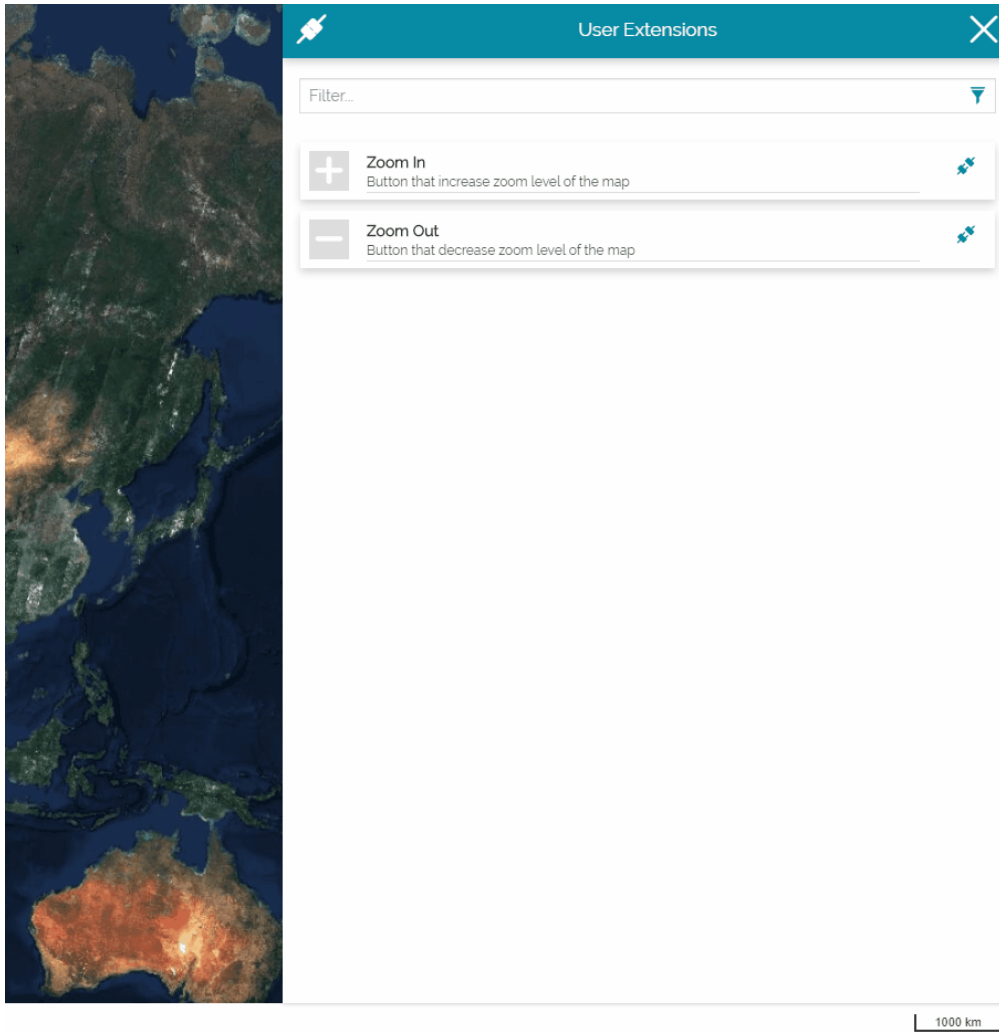 User Extensions
Filter...
Zoom In
Button that increase zoom level of the map
Zoom Out
Button that decrease zoom level of the map
1000 km